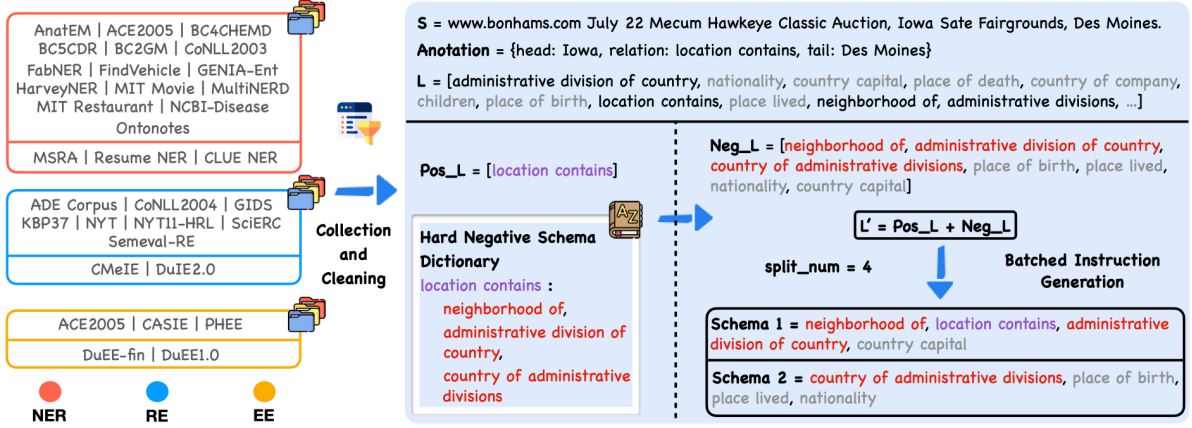 AnatEM | ACE2005 | BC4CHEMD
BC5CDR | BC2GM | CoNLL2003
FabNER | FindVehicle | GENIA-Ent
HarveyNER | MIT Movie | MultiNERD
MIT Restaurant | NCBI-Disease
Ontonotes
MSRA | Resume NER | CLUE NER
ADE Corpus | CoNLL2004 | GIDS
KBP37 | NYT | NYT11-HRL | SciERC
Semeval-RE
CMeIE | DuIE2.0
ACE2005 | CASIE | PHEE
DuEE-fin | DuEE1.0
NER
RE
EE
Collection
and
Cleaning
S = www.bonhams.com July 22 Mecum Hawkeye Classic Auction, Iowa Sate Fairgrounds, Des Moines.
Anotation = {head: Iowa, relation: location contains, tail: Des Moines}
L = [administrative division of country, nationality, country capital, place of death, country of company,
children, place of birth, location contains, place lived, neighborhood of, administrative divisions, ...]
Pos_L = [location contains]
AZ
Hard Negative Schema
Dictionary
location contains :
neighborhood of,
administrative division of
country,
country of administrative
divisions
Neg_L = [neighborhood of, administrative division of country,
country of administrative divisions, place of birth, place lived,
nationality, country capital]
L′ = Pos_L + Neg_L
split_num = 4
Batched Instruction
Generation
Schema 1 = neighborhood of, location contains, administrative
division of country, country capital
Schema 2 = country of administrative divisions, place of birth,
place lived, nationality